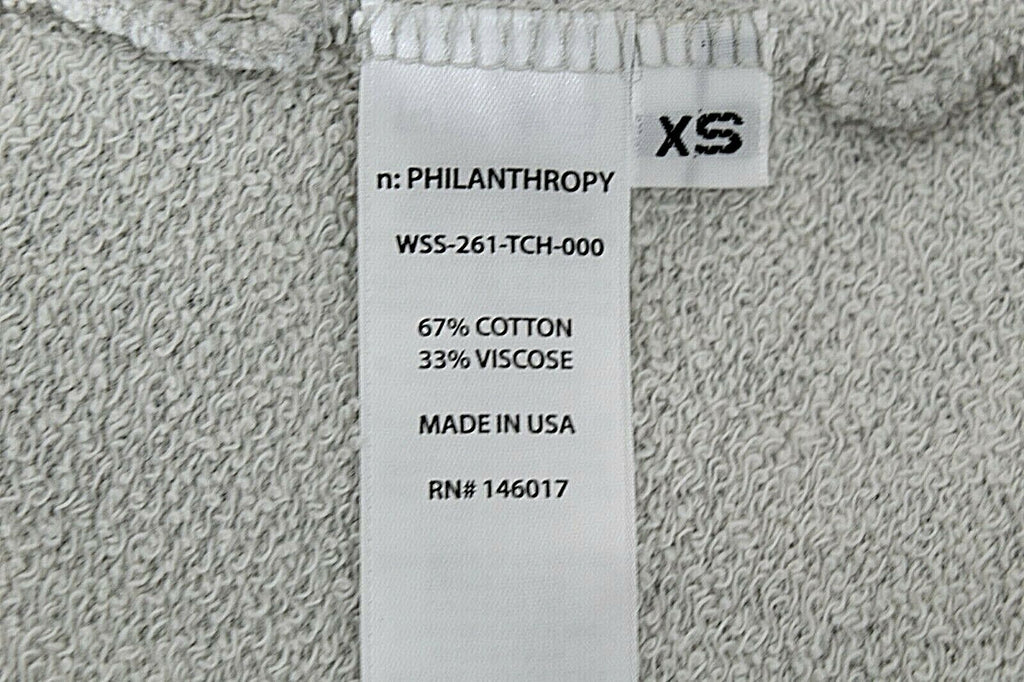 XS
n: PHILANTHROPY
WSS-261-TCH-000
67% COTTON
33% VISCOSE
MADE IN USA
RN# 146017